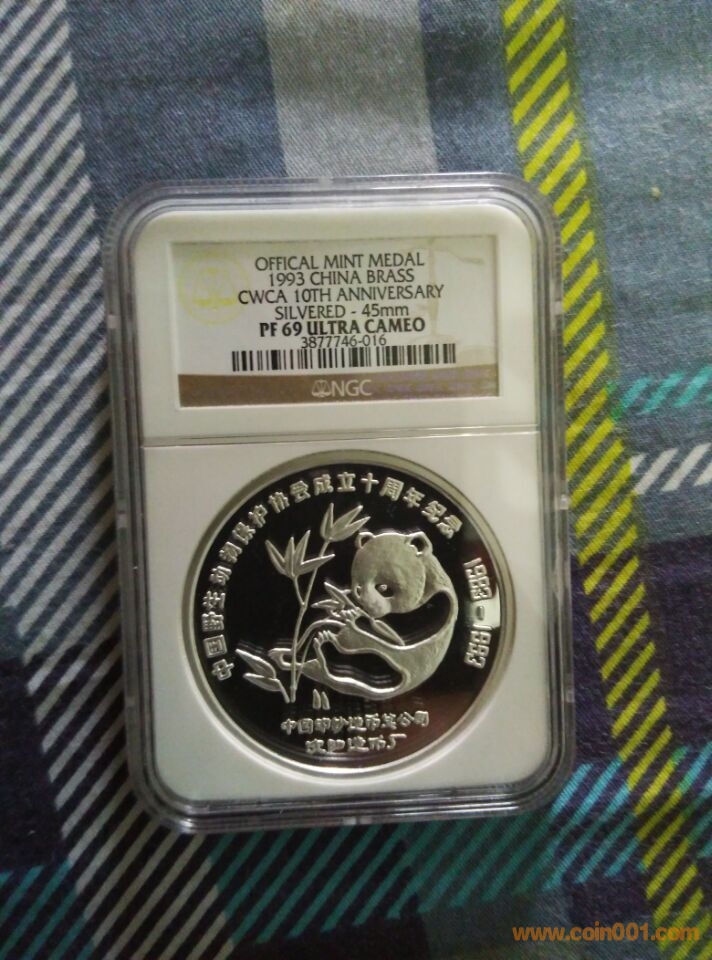 OFFICAL MINT MEDAL
1993 CHINA BRASS
CWCA 10TH ANNIVERSARY
SILVERED - 45mm
PF 69 ULTRA CAMEO
3877746-016
NGC
中国野生动物保护协会成立十周年纪念
1983-1993
中国印钞造币总公司
沈阳造币厂
www.coin001.com